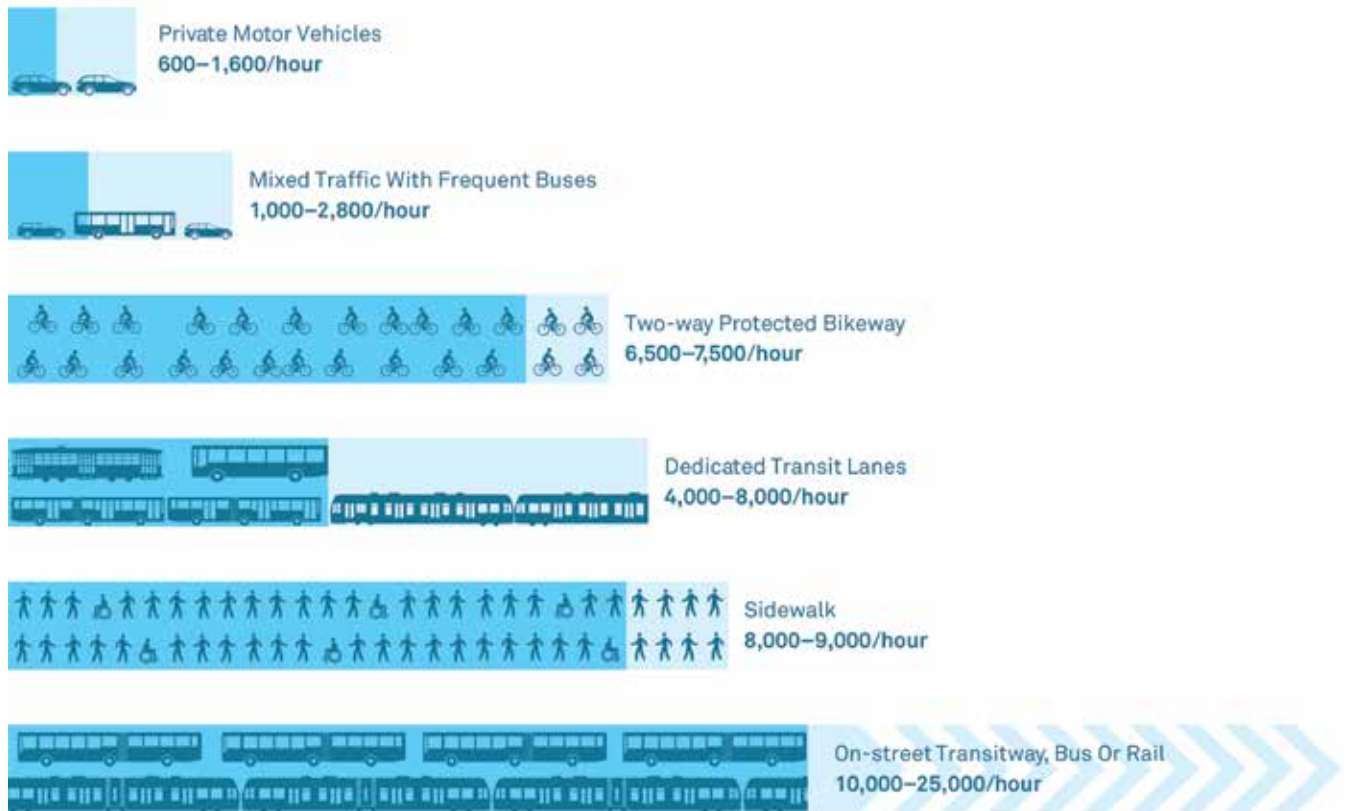 Private Motor Vehicles
600–1,600/hour
Mixed Traffic With Frequent Buses
1,000–2,800/hour
Two-way Protected Bikeway
6,500–7,500/hour
Dedicated Transit Lanes
4,000–8,000/hour
Sidewalk
8,000–9,000/hour
On-street Transitway, Bus Or Rail
10,000–25,000/hour